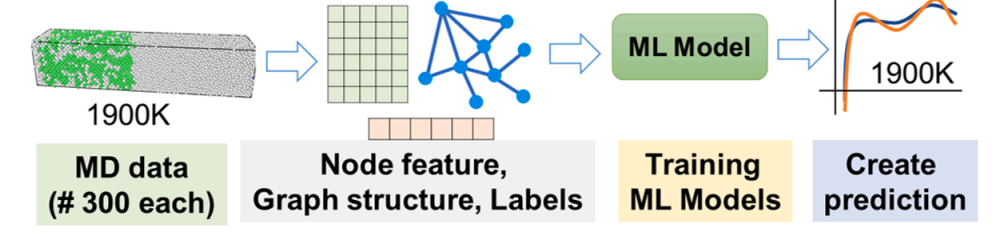 ML Model
1900K
1900K
MD data
(# 300 each)
Node feature,
Graph structure, Labels
Training
ML Models
Create
prediction